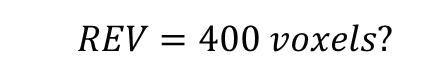 REV = 400 voxels?